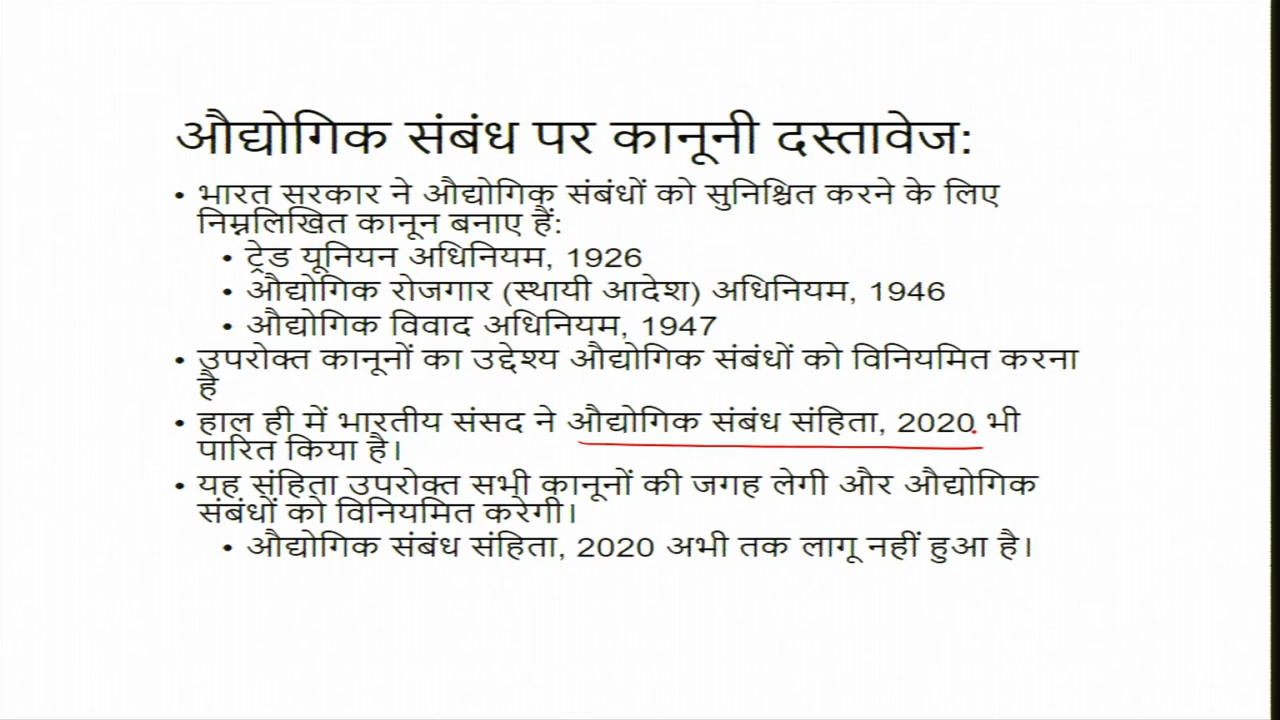 औद्योगिक संबंध पर कानूनी दस्तावेज:
• भारत सरकार ने औद्योगिक संबंधों को सुनिश्चित करने के लिए
निम्नलिखित कानून बनाए हैं:
• ट्रेड यूनियन अधिनियम, 1926
• औद्योगिक रोजगार (स्थायी आदेश) अधिनियम, 1946
• औद्योगिक विवाद अधिनियम, 1947
• उपरोक्त कानूनों का उद्देश्य औद्योगिक संबंधों को विनियमित करना
है
• हाल ही में भारतीय संसद ने औद्योगिक संबंध संहिता, 2020 भी
पारित किया है।
• यह संहिता उपरोक्त सभी कानूनों की जगह लेगी और औद्योगिक
संबंधों को विनियमित करेगी।
• औद्योगिक संबंध संहिता, 2020 अभी तक लागू नहीं हुआ है।